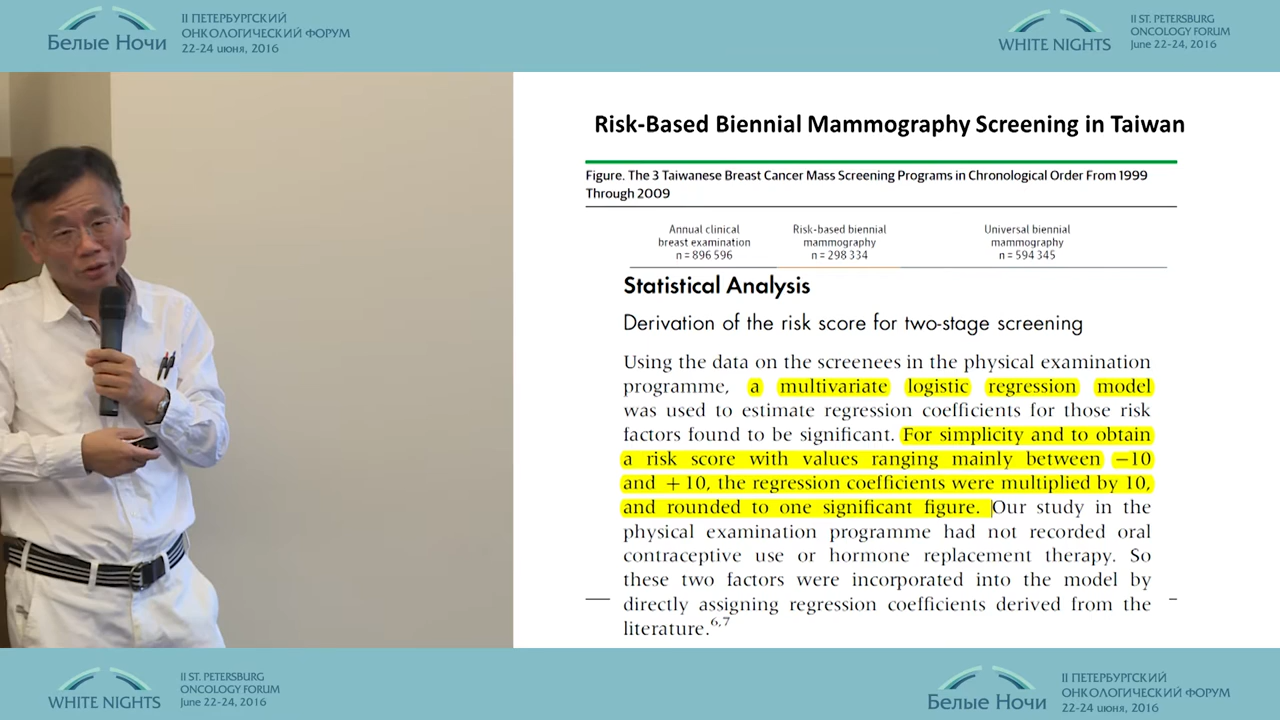 Белые Ночи
II ПЕТЕРБУРГСКИЙ
ОНКОЛОГИЧЕСКИЙ ФОРУМ
22-24 июня, 2016
WHITE NIGHTS
II ST. PETERSBURG
ONCOLOGY FORUM
June 22-24, 2016
Risk-Based Biennial Mammography Screening in Taiwan
Figure. The 3 Taiwanese Breast Cancer Mass Screening Programs in Chronological Order From 1999
Through 2009
Annual clinical
breast examination
n = 896 596
Risk-based biennial
mammography
n = 298 334
Universal biennial
mammography
n = 594 345
Statistical Analysis
Derivation of the risk score for two-stage screening
Using the data on the screenees in the physical examination
programme, a multivariate logistic regression model
was used to estimate regression coefficients for those risk
factors found to be significant. For simplicity and to obtain
a risk score with values ranging mainly between −10
and +10, the regression coefficients were multiplied by 10,
and rounded to one significant figure. Our study in the
physical examination programme had not recorded oral
contraceptive use or hormone replacement therapy. So
these two factors were incorporated into the model by
directly assigning regression coefficients derived from the
literature.6,7
WHITE NIGHTS
II ST. PETERSBURG
ONCOLOGY FORUM
June 22-24, 2016
Белые Ночи
II ПЕТЕРБУРГСКИЙ
ОНКОЛОГИЧЕСКИЙ ФОРУМ
22-24 июня, 2016